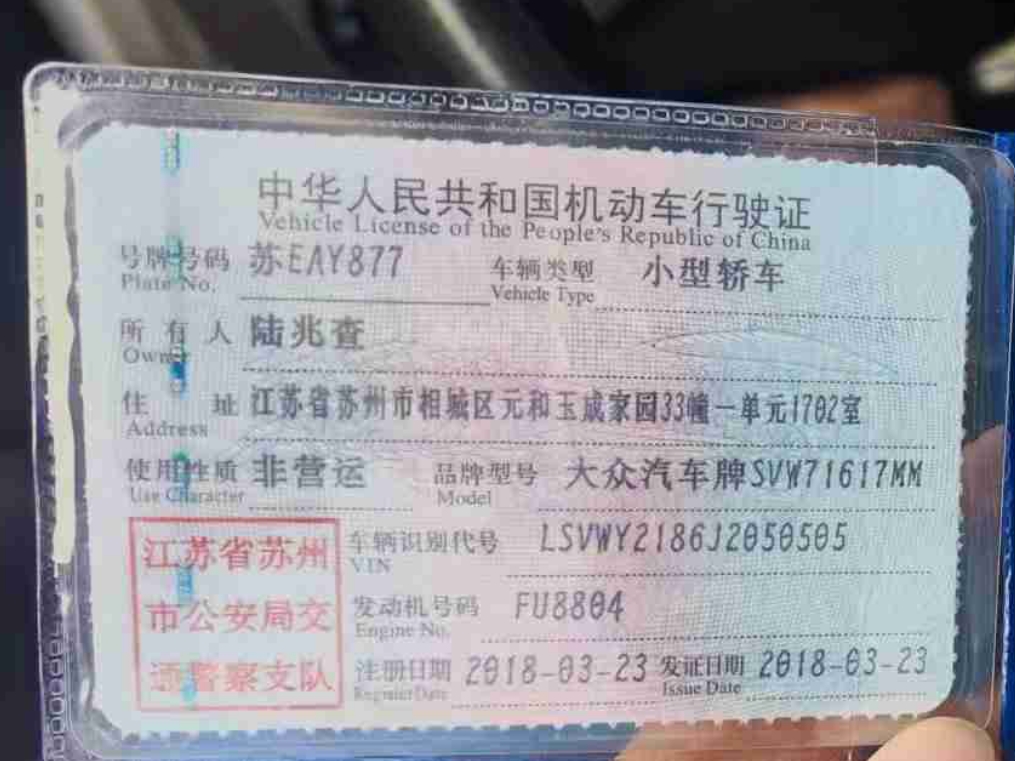 中华人民共和国机动车行驶证
Vehicle License of the People's Republic of China
号牌号码 苏EAY877 车辆类型 小型轿车
Plate No. Vehicle Type
所有人 陆兆查
Owner
住址 江苏省苏州市相城区元和玉成家园33幢一单元1702室
Address
使用性质 非营运 品牌型号 大众汽车牌SVW71617MM
Use Character Model
江苏省苏州 车辆识别代号 LSVWY2186J2050505
VIN
市公安局交 发动机号码 FU8804
Engine No.
通警察支队 注册日期 2018-03-23 发证日期 2018-03-23
Register Date Issue Date